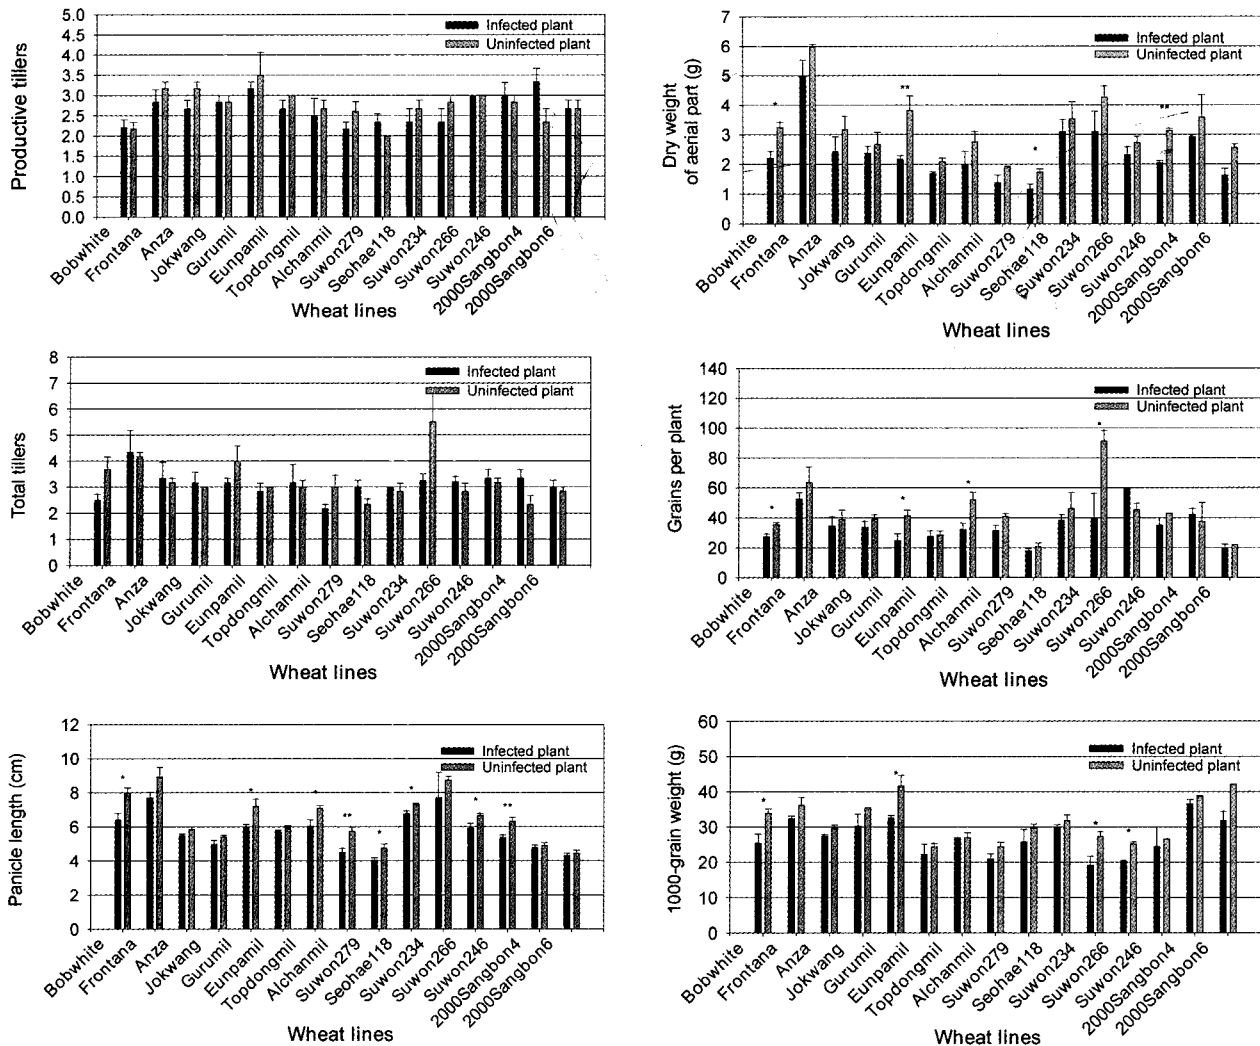 Productive tillers
5.0
4.5
4.0
3.5
3.0
2.5
2.0
1.5
1.0
0.5
0.0
Infected plant
Uninfected plant
Bobwhite
Frontana
Anza
Jokwang
Gurumil
Eunpamil
Topdongmil
Alchanmil
Suwon279
Seohae118
Suwon234
Suwon266
Suwon246
2000Sangbon4
2000Sangbon6
Wheat lines
Dry weight
of aerial part (g)
7
6
5
4
3
2
1
0
Infected plant
Uninfected plant
*
**
*
**
Bobwhite
Frontana
Anza
Jokwang
Gurumil
Eunpamil
Topdongmil
Alchanmil
Suwon279
Seohae118
Suwon234
Suwon266
Suwon246
2000Sangbon4
2000Sangbon6
Wheat lines
Total tillers
8
7
6
5
4
3
2
1
0
Infected plant
Uninfected plant
Bobwhite
Frontana
Anza
Jokwang
Gurumil
Eunpamil
Topdongmil
Alchanmil
Suwon279
Seohae118
Suwon234
Suwon266
Suwon246
2000Sangbon4
2000Sangbon6
Wheat lines
Grains per plant
140
120
100
80
60
40
20
0
Infected plant
Uninfected plant
*
*
*
*
Bobwhite
Frontana
Anza
Jokwang
Gurumil
Eunpamil
Topdongmil
Alchanmil
Suwon279
Seohae118
Suwon234
Suwon266
Suwon246
2000Sangbon4
2000Sangbon6
Wheat lines
Panicle length (cm)
12
10
8
6
4
2
0
Infected plant
Uninfected plant
*
*
*
**
*
*
*
**
Bobwhite
Frontana
Anza
Jokwang
Gurumil
Eunpamil
Topdongmil
Alchanmil
Suwon279
Seohae118
Suwon234
Suwon266
Suwon246
2000Sangbon4
2000Sangbon6
Wheat lines
1000-grain weight (g)
60
50
40
30
20
10
0
Infected plant
Uninfected plant
*
*
*
*
Bobwhite
Frontana
Anza
Jokwang
Gurumil
Eunpamil
Topdongmil
Alchanmil
Suwon279
Seohae118
Suwon234
Suwon266
Suwon246
2000Sangbon4
2000Sangbon6
Wheat lines